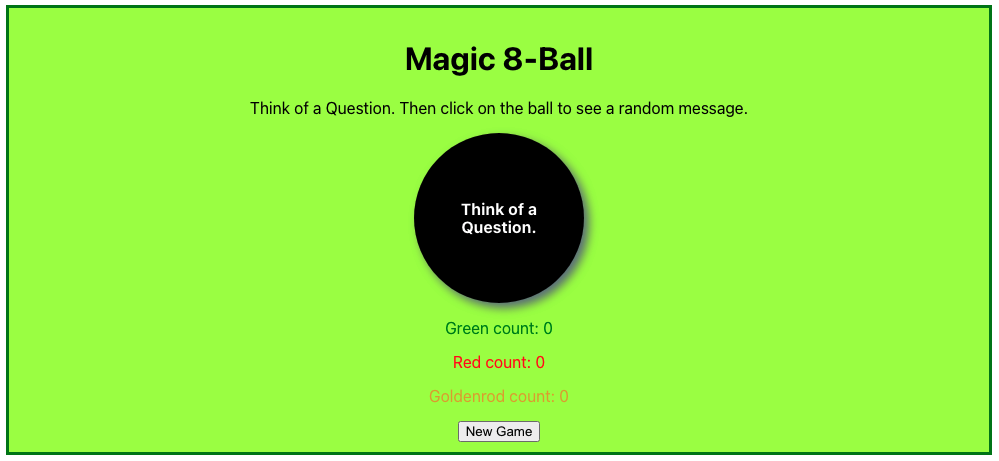 Magic 8-Ball
Think of a Question. Then click on the ball to see a random message.
Think of a
Question.
Green count: 0
Red count: 0
Goldenrod count: 0
New Game